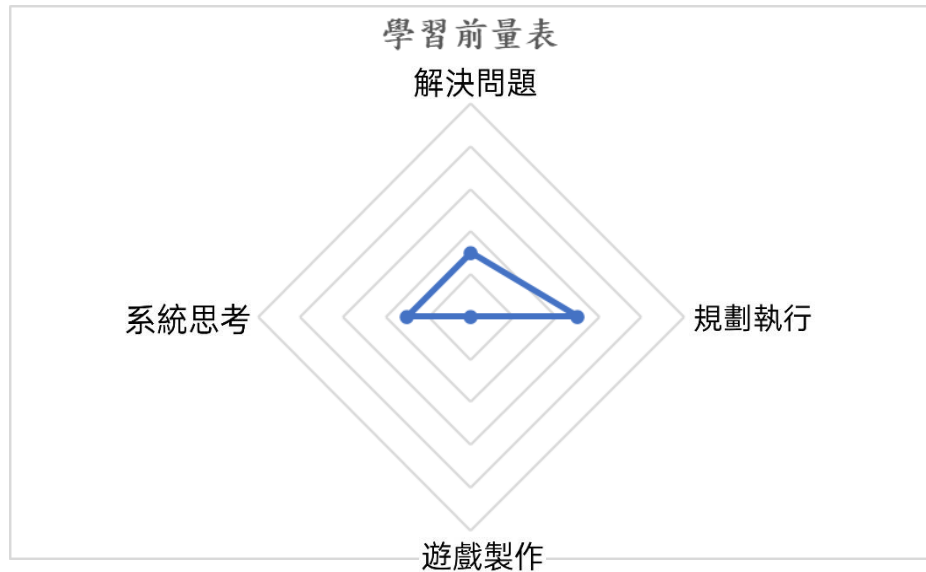 學習前量表
解決問題
系統思考
規劃執行
遊戲製作